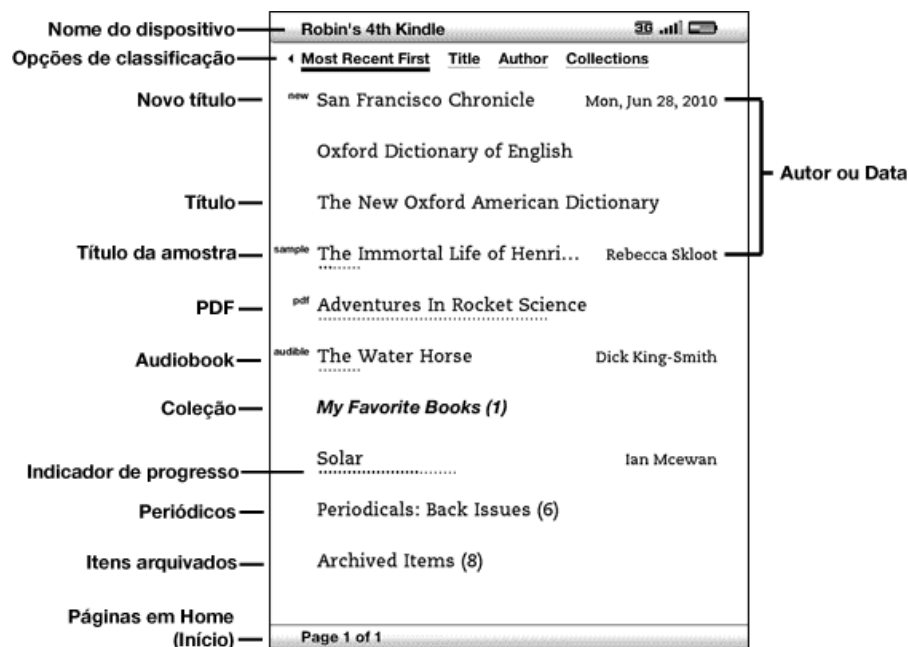 Nome do dispositivo
Robin's 4th Kindle
3G
Opções de classificação
Most Recent First Title Author Collections
Novo título
new San Francisco Chronicle Mon, Jun 28, 2010
Oxford Dictionary of English
Autor ou Data
Título
The New Oxford American Dictionary
Título da amostra
sample The Immortal Life of Henri... Rebecca Skloot
PDF
pdf Adventures In Rocket Science
Audiobook
audible The Water Horse Dick King-Smith
Coleção
My Favorite Books (1)
Indicador de progresso
Solar Ian Mcewan
Periódicos
Periodicals: Back Issues (6)
Itens arquivados
Archived Items (8)
Páginas em Home
(Início)
Page 1 of 1